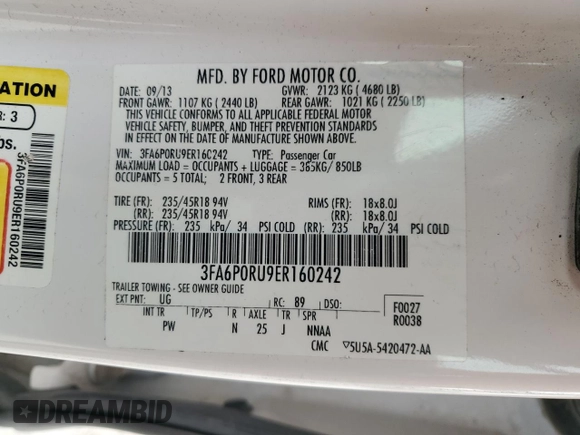 ATION
R: 3
bs.
3FA6P0RU9ER160242
MFD. BY FORD MOTOR CO.
DATE: 09/13 GVWR: 2123 KG ( 4680 LB)
FRONT GAWR: 1107 KG ( 2440 LB) REAR GAWR: 1021 KG ( 2250 LB)
THIS VEHICLE CONFORMS TO ALL APPLICABLE FEDERAL MOTOR
VEHICLE SAFETY, BUMPER, AND THEFT PREVENTION STANDARDS
IN EFFECT ON THE DATE OF MANUFACTURE SHOWN ABOVE.
VIN: 3FA6P0RU9ER160242 TYPE: Passenger Car
MAXIMUM LOAD = OCCUPANTS + LUGGAGE = 385KG/ 850LB
OCCUPANTS = 5 TOTAL; 2 FRONT, 3 REAR
TIRE (FR): 235/45R18 94V RIMS (FR): 18x8.0J
(RR): 235/45R18 94V (RR): 18x8.0J
PRESSURE (FR): 235 kPa/ 34 PSI COLD (RR): 235 kPa/ 34 PSI COLD
3FA6P0RU9ER160242
TRAILER TOWING - SEE OWNER GUIDE
EXT PNT: UG RC: 89 DSO: F0027
INT TR TP/PS R AXLE TR SPR R0038
PW N 25 J NNAA
CMC ▽5U5A-5420472-AA
DREAMBID